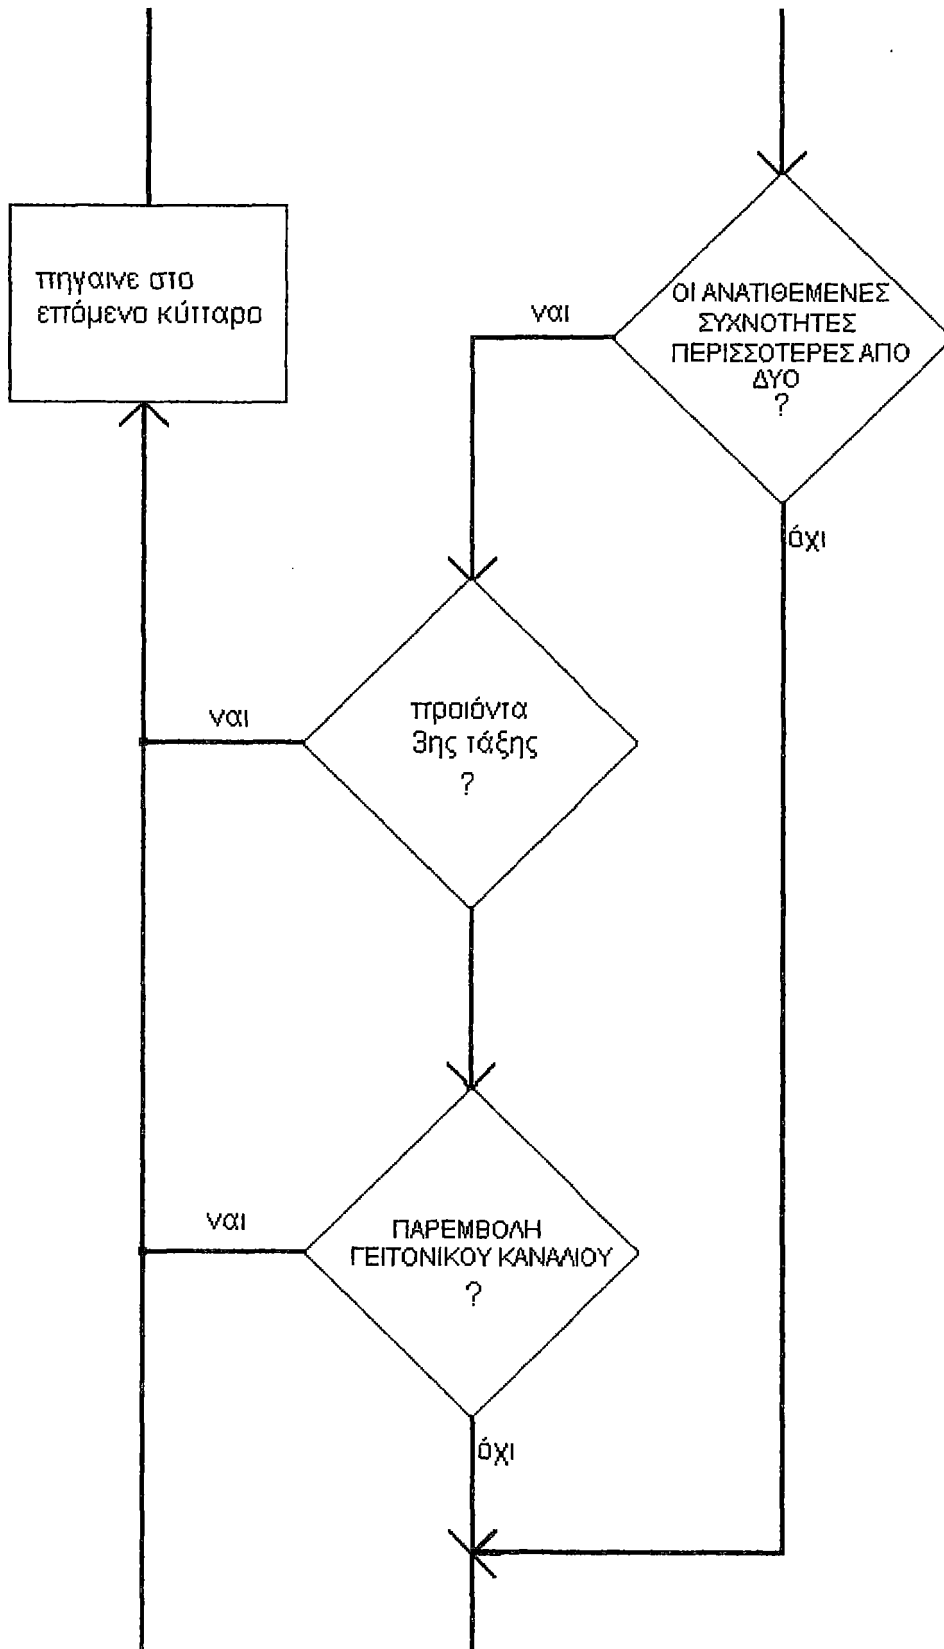 πηγαινε στο
επόμενο κύτταρο
ΟΙ ΑΝΑΤΙΘΕΜΕΝΕΣ
ΣΥΧΝΟΤΗΤΕΣ
ΠΕΡΙΣΣΟΤΕΡΕΣ ΑΠΟ
ΔΥΟ
?
ναι
όχι
προιόντα
3ης τάξης
?
ναι
ΠΑΡΕΜΒΟΛΗ
ΓΕΙΤΟΝΙΚΟΥ ΚΑΝΑΛΙΟΥ
?
ναι
όχι